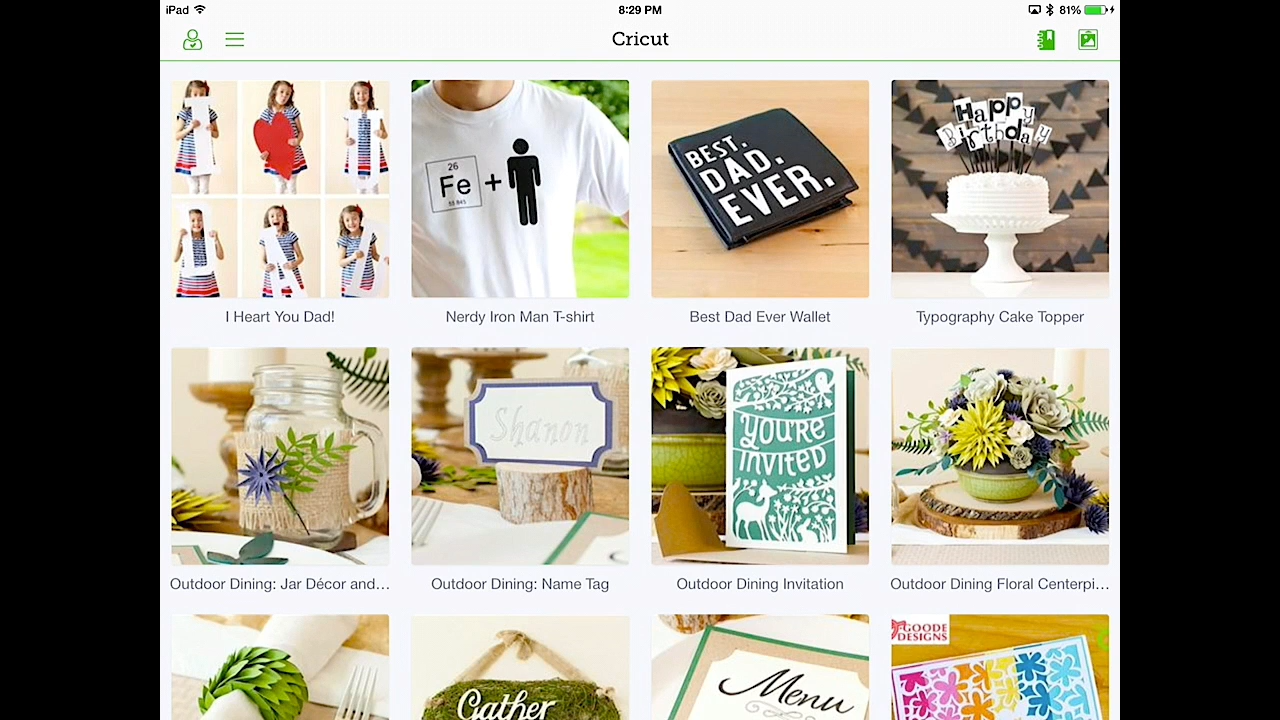 iPad
8:29 PM
81%
Cricut
26
Fe +
BEST.
DAD.
EVER.
Happy
Birthday
I Heart You Dad!
Nerdy Iron Man T-shirt
Best Dad Ever Wallet
Typography Cake Topper
Shanon
YOU'RE
INVITED
Outdoor Dining: Jar Décor and...
Outdoor Dining: Name Tag
Outdoor Dining Invitation
Outdoor Dining Floral Centerpi...
Gather
Menu
GOODE
DESIGNS